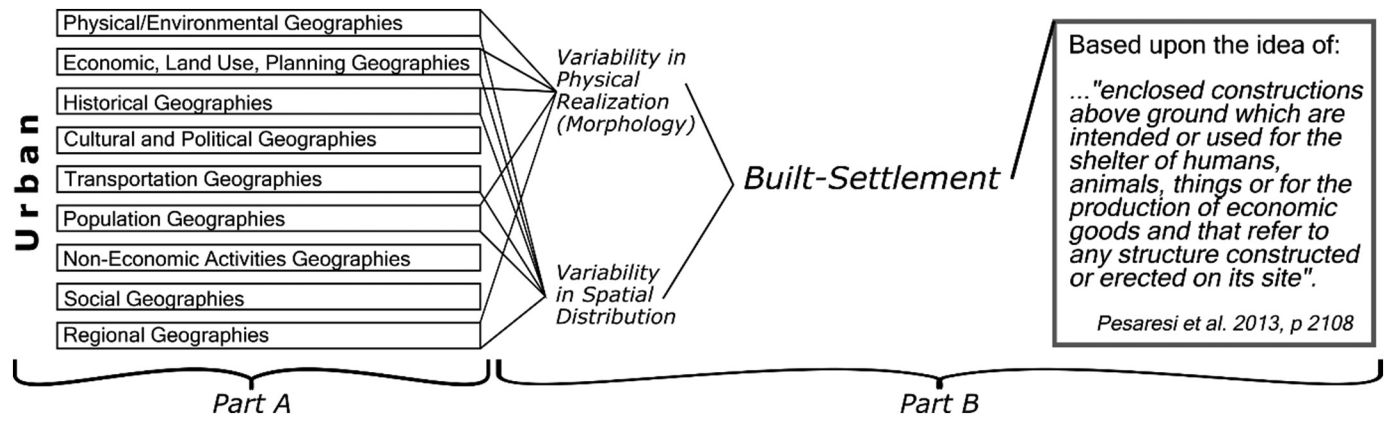 Urban
Physical/Environmental Geographies
Economic, Land Use, Planning Geographies
Historical Geographies
Cultural and Political Geographies
Transportation Geographies
Population Geographies
Non-Economic Activities Geographies
Social Geographies
Regional Geographies
Part A
Variability in
Physical
Realization
(Morphology)
Variability
in Spatial
Distribution
Built-Settlement
Based upon the idea of:
..."enclosed constructions
above ground which are
intended or used for the
shelter of humans,
animals, things or for the
production of economic
goods and that refer to
any structure constructed
or erected on its site".
Pesaresi et al. 2013, p 2108
Part B